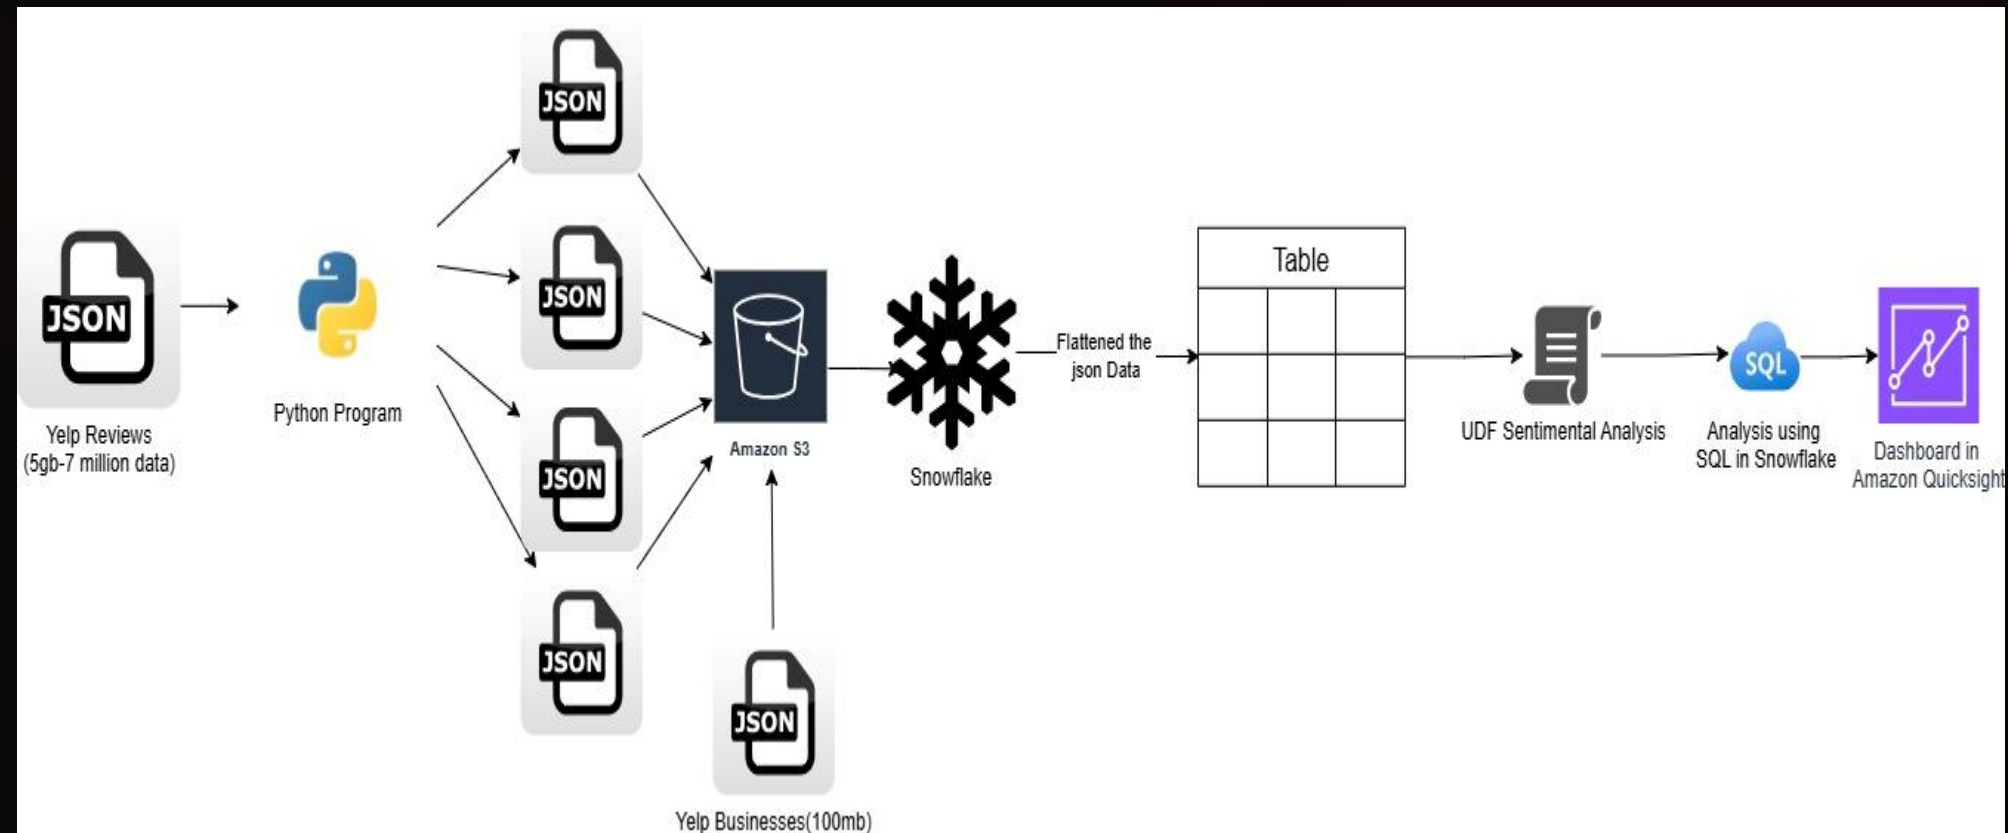 JSON
Yelp Reviews
(5gb-7 million data)
Python Program
JSON
JSON
JSON
JSON
Amazon S3
JSON
Yelp Businesses(100mb)
Snowflake
Flattened the
json Data
Table
UDF Sentimental Analysis
SQL
Analysis using
SQL in Snowflake
Dashboard in
Amazon Quicksight